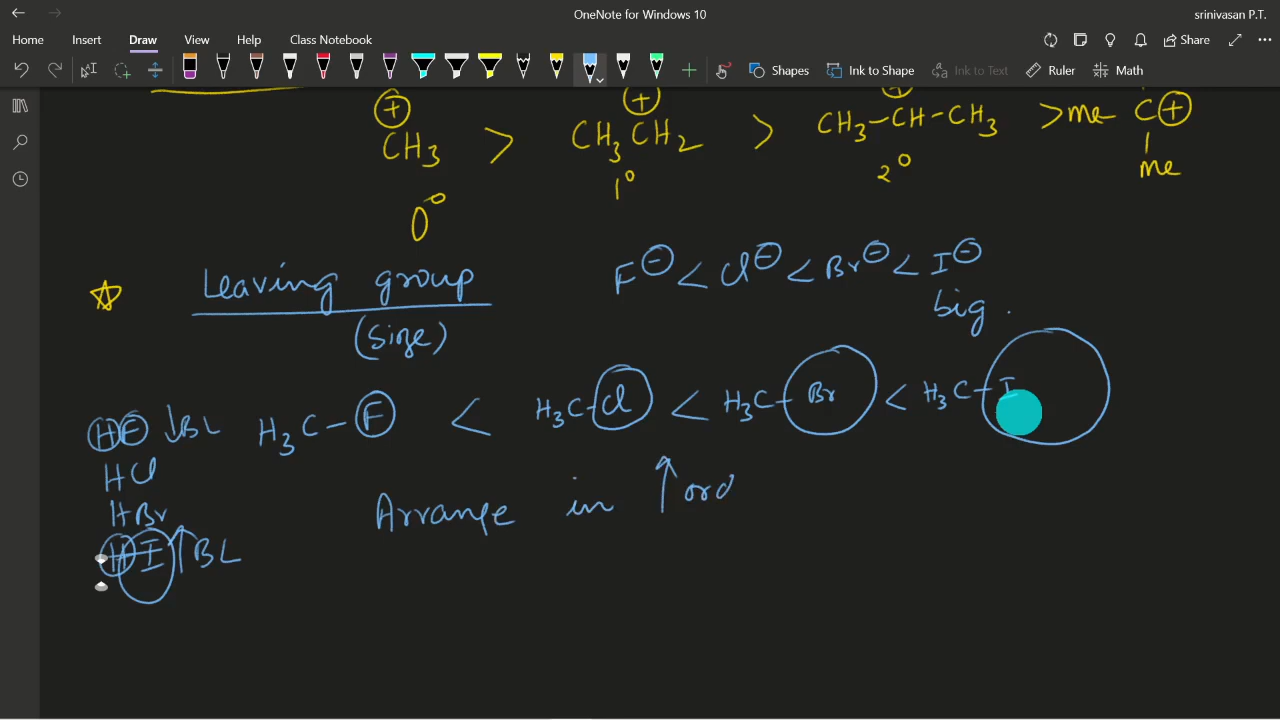 OneNote for Windows 10
srinivasan P.T.
Home Insert Draw View Help Class Notebook
Share
Shapes Ink to Shape Ink to Text Ruler Math
⊕ ⊕ ⊕
CH3 > CH3CH2 > CH3-CH-CH3 > me C⊕
0° 1° 2° me
Leaving group
(Size)
F⊖ < Cl⊖ < Br⊖ < I⊖
big.
H3C-F < H3C-Cl < H3C-Br < H3C-I
HF ↓BL
HCl
HBr
HI ↑BL
Arrange in ↑ ord